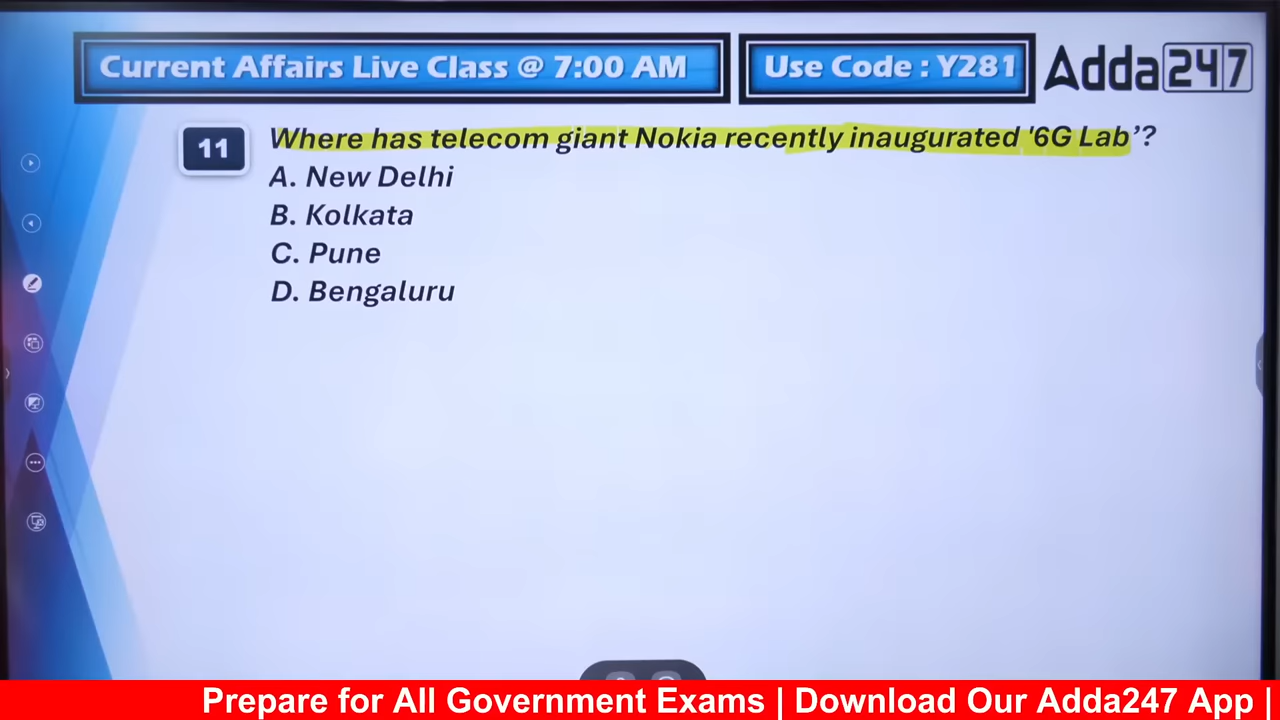 Current Affairs Live Class @ 7:00 AM
Use Code : Y281
Adda247
11
Where has telecom giant Nokia recently inaugurated '6G Lab’?
A. New Delhi
B. Kolkata
C. Pune
D. Bengaluru
Prepare for All Government Exams | Download Our Adda247 App |